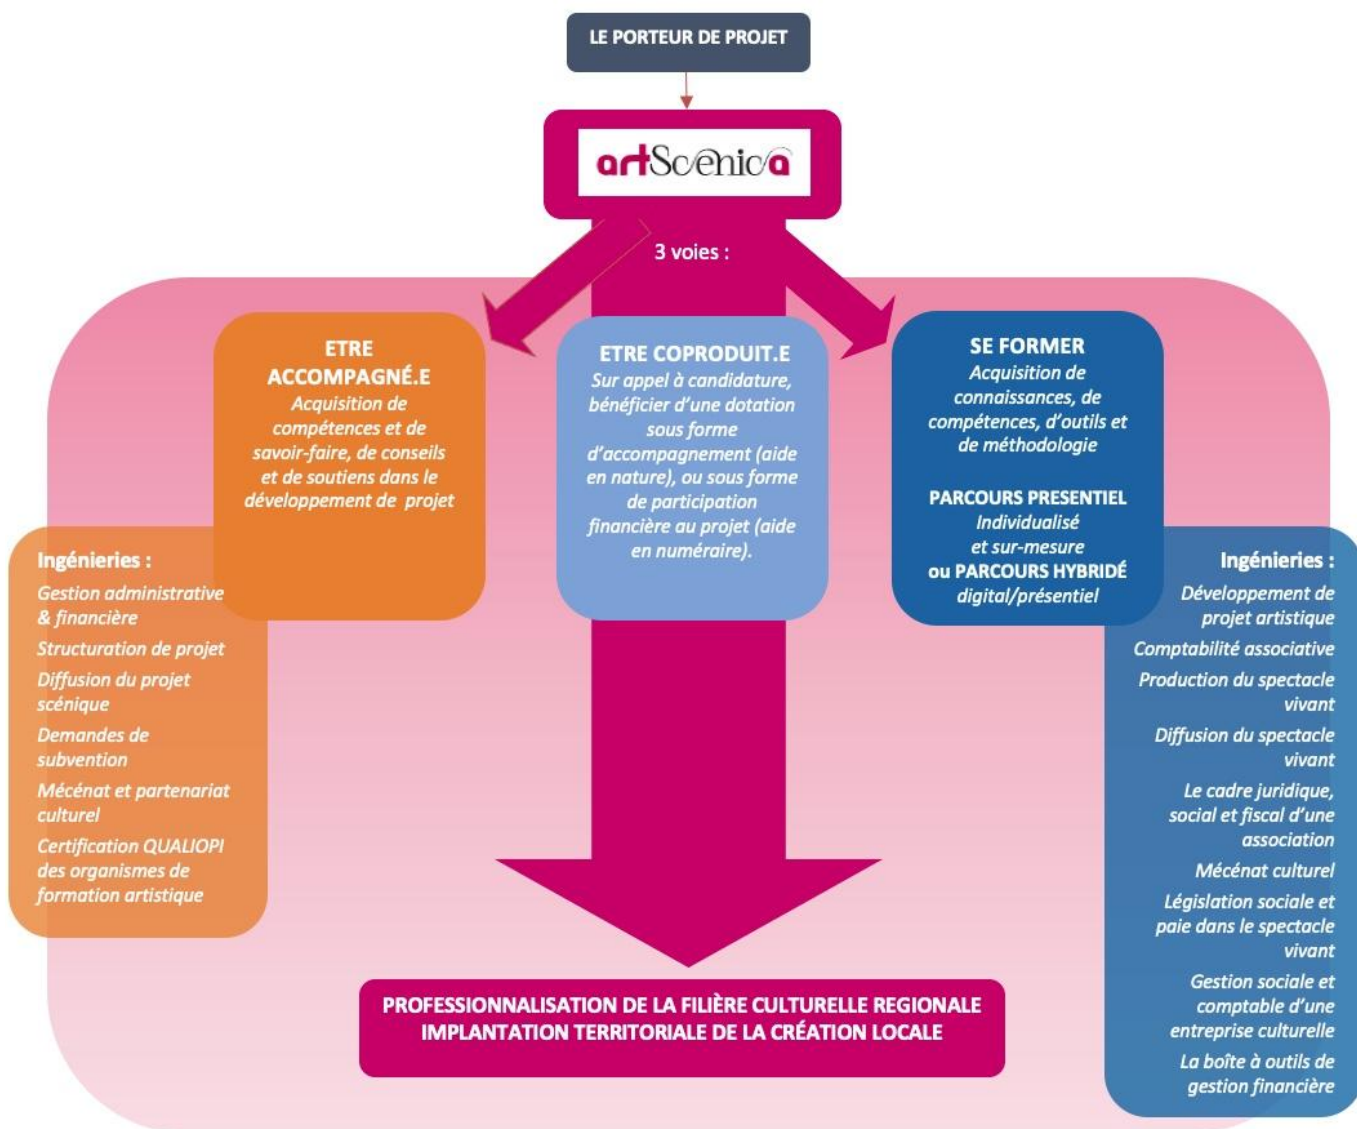 LE PORTEUR DE PROJET
artScènica
3 voies :
ETRE
ACCOMPAGNÉ.E
Acquisition de
compétences et de
savoir-faire, de conseils
et de soutiens dans le
développement de projet
Ingénieries :
Gestion administrative
& financière
Structuration de projet
Diffusion du projet
scénique
Demandes de
subvention
Mécénat et partenariat
culturel
Certification QUALIOPI
des organismes de
formation artistique
ETRE COPRODUIT.E
Sur appel à candidature,
bénéficier d’une dotation
sous forme
d’accompagnement (aide
en nature), ou sous forme
de participation
financière au projet (aide
en numéraire).
SE FORMER
Acquisition de
connaissances, de
compétences, d’outils et
de méthodologie
PARCOURS PRESENTIEL
Individualisé
et sur-mesure
ou PARCOURS HYBRIDÉ
digital/présentiel
Ingénieries :
Développement de
projet artistique
Comptabilité associative
Production du spectacle
vivant
Diffusion du spectacle
vivant
Le cadre juridique,
social et fiscal d’une
association
Mécénat culturel
Législation sociale et
paie dans le spectacle
vivant
Gestion sociale et
comptable d’une
entreprise culturelle
La boîte à outils de
gestion financière
PROFESSIONNALISATION DE LA FILIÈRE CULTURELLE REGIONALE
IMPLANTATION TERRITORIALE DE LA CRÉATION LOCALE